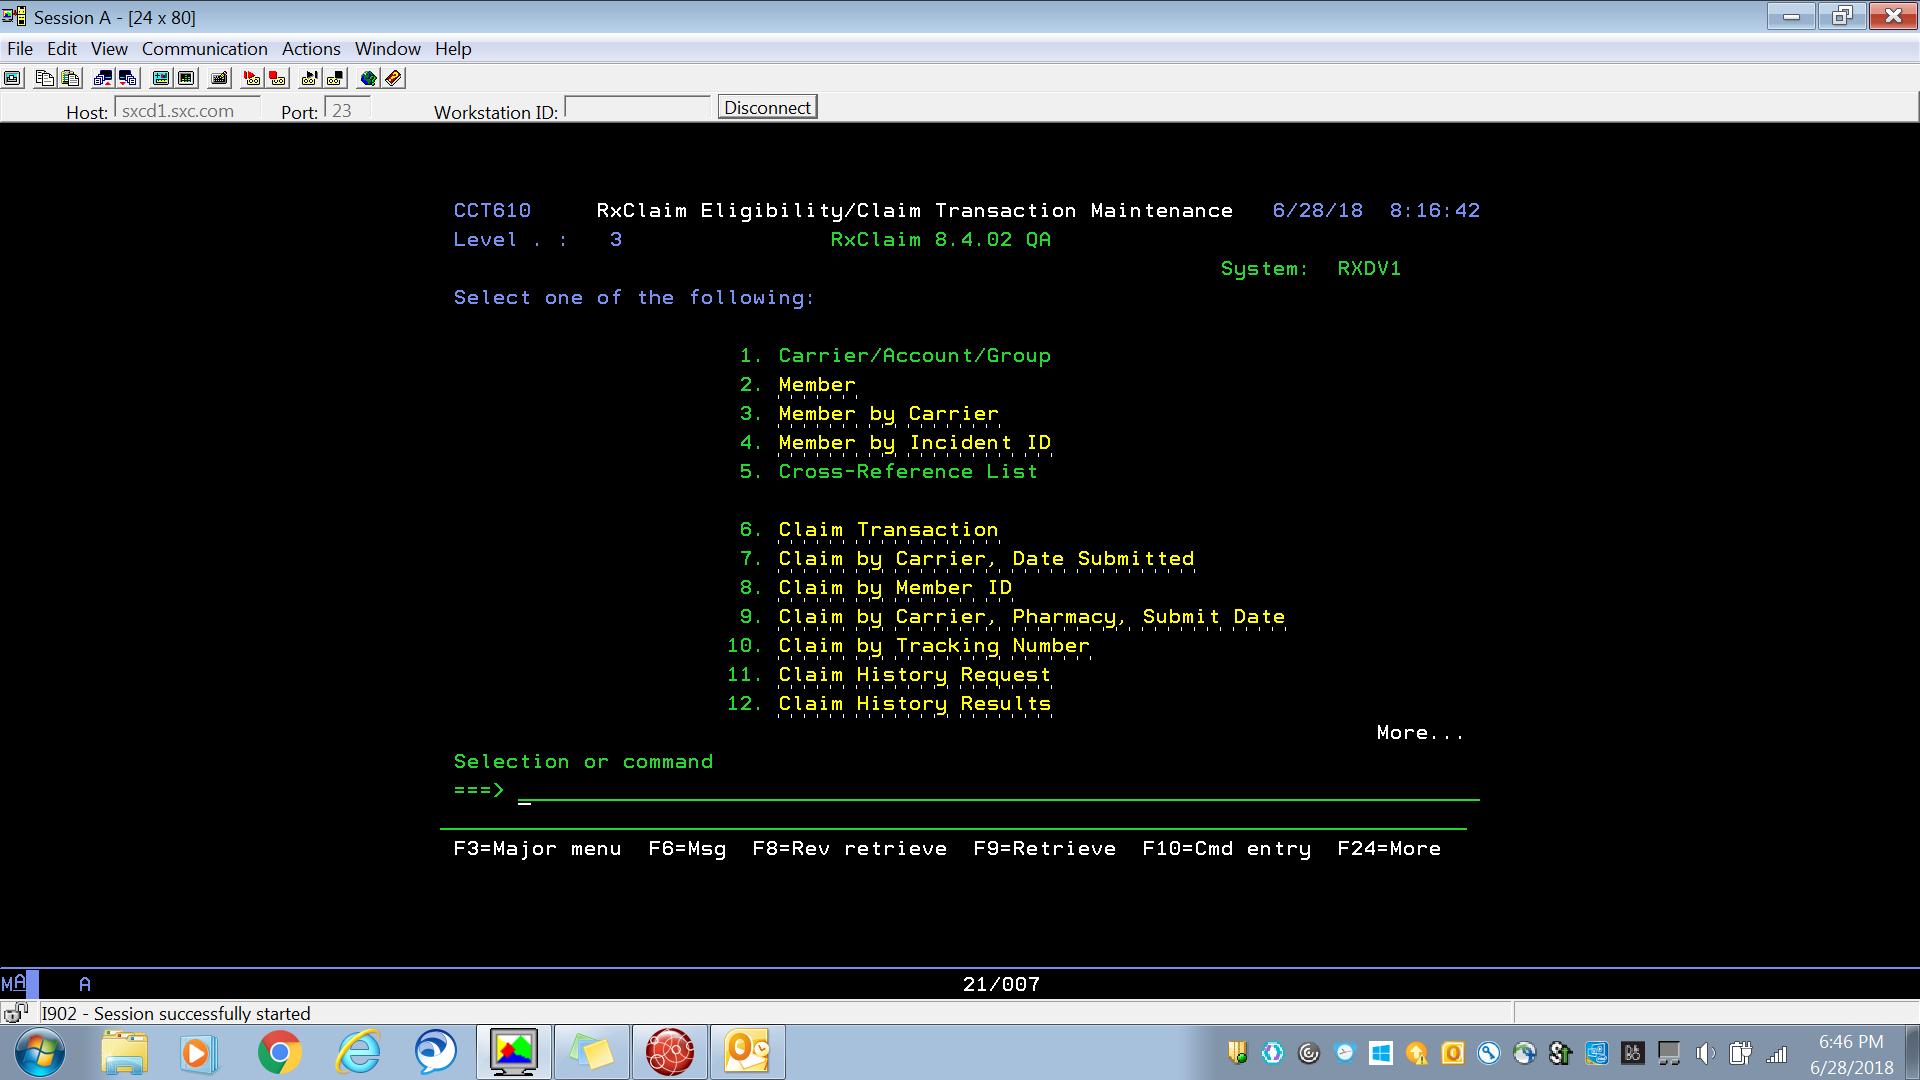 Session A - [24 x 80]
File Edit View Communication Actions Window Help
Host: sxcd1.sxc.com Port: 23 Workstation ID: Disconnect
CCT610 RxClaim Eligibility/Claim Transaction Maintenance 6/28/18 8:16:42
Level . : 3 RxClaim 8.4.02 QA
System: RXDV1
Select one of the following:
1. Carrier/Account/Group
2. Member
3. Member by Carrier
4. Member by Incident ID
5. Cross-Reference List
6. Claim Transaction
7. Claim by Carrier, Date Submitted
8. Claim by Member ID
9. Claim by Carrier, Pharmacy, Submit Date
10. Claim by Tracking Number
11. Claim History Request
12. Claim History Results
More...
Selection or command
===>
F3=Major menu F6=Msg F8=Rev retrieve F9=Retrieve F10=Cmd entry F24=More
MA A 21/007
I902 - Session successfully started
6:46 PM
6/28/2018